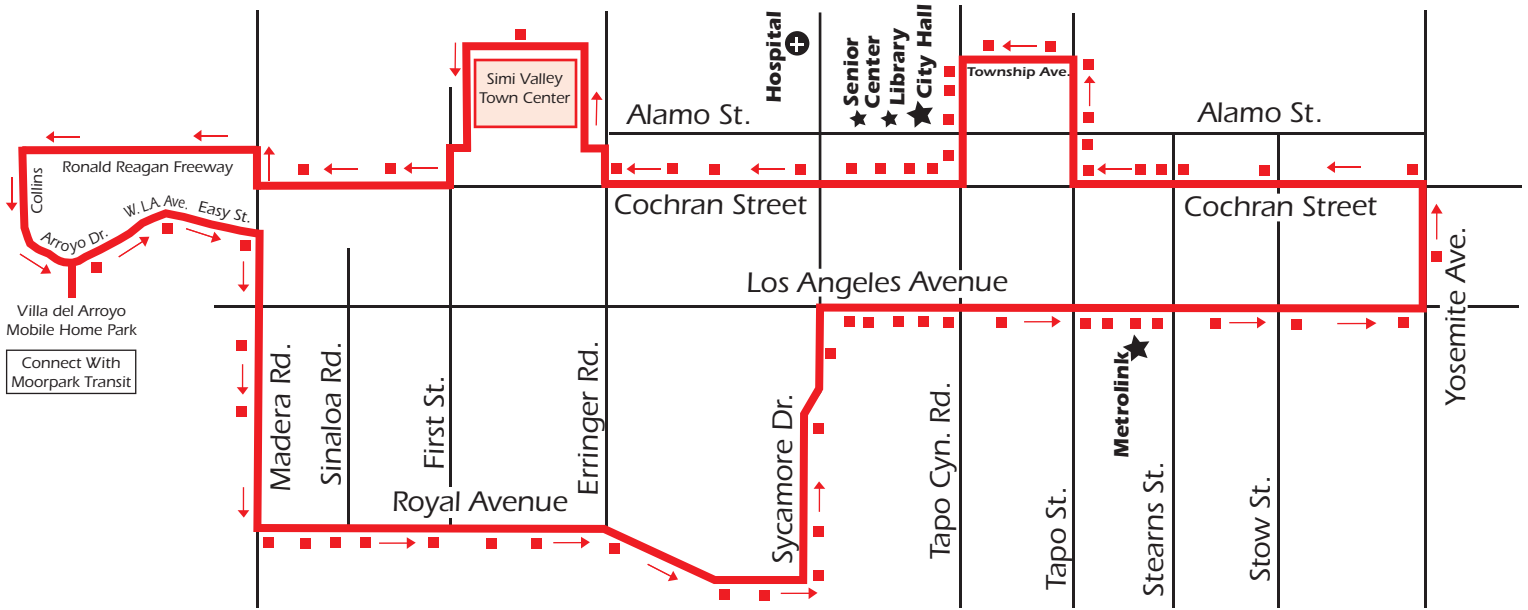 Hospital
Senior
Center
Library
City Hall
Simi Valley
Town Center
Township Ave.
Alamo St.
Alamo St.
Ronald Reagan Freeway
Collins
W. L.A. Ave.
Easy St.
Arroyo Dr.
Cochran Street
Cochran Street
Los Angeles Avenue
Villa del Arroyo
Mobile Home Park
Connect With
Moorpark Transit
Madera Rd.
Sinaloa Rd.
First St.
Erringer Rd.
Sycamore Dr.
Tapo Cyn. Rd.
Tapo St.
Metrolink
Stearns St.
Stow St.
Yosemite Ave.
Royal Avenue